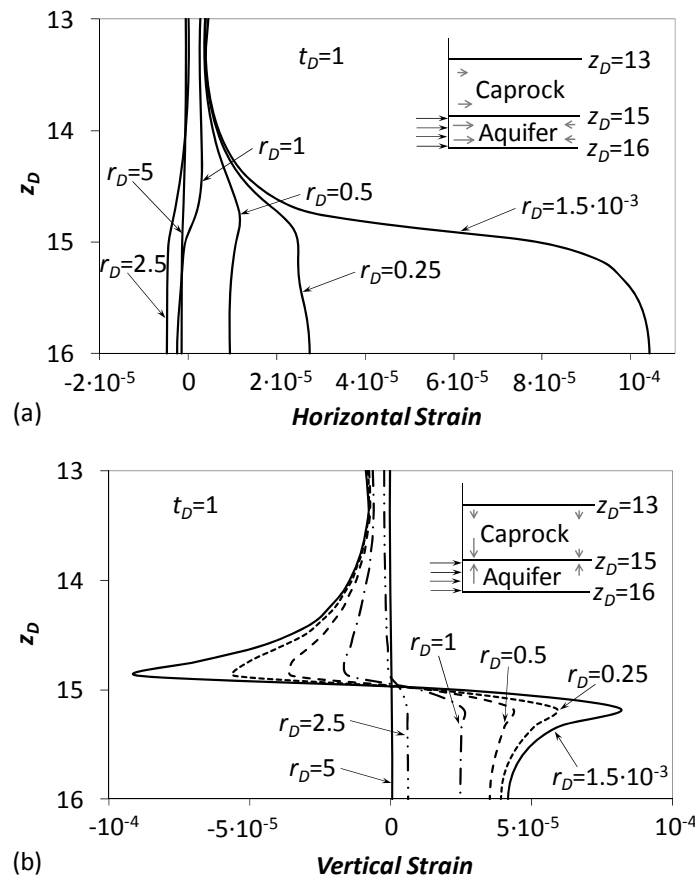 13
14
15
16
z_D
t_D=1
z_D=13
Caprock
z_D=15
Aquifer
z_D=16
r_D=1
r_D=5
r_D=0.5
r_D=1.5·10⁻³
r_D=2.5
r_D=0.25
-2·10⁻⁵ 0 2·10⁻⁵ 4·10⁻⁵ 6·10⁻⁵ 8·10⁻⁵ 10⁻⁴
(a)
Horizontal Strain
13
14
15
16
z_D
t_D=1
z_D=13
Caprock
z_D=15
Aquifer
z_D=16
r_D=1
r_D=0.5
r_D=0.25
r_D=2.5
r_D=5
r_D=1.5·10⁻³
-10⁻⁴ -5·10⁻⁵ 0 5·10⁻⁵ 10⁻⁴
(b)
Vertical Strain